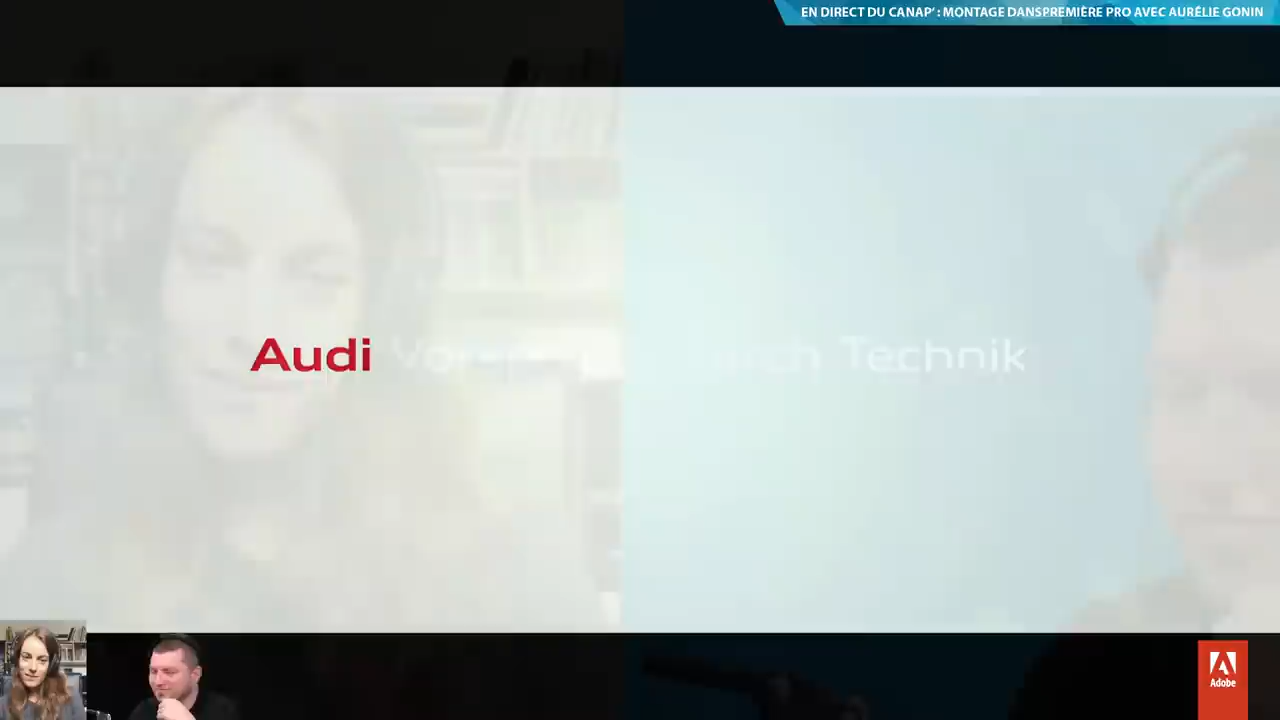 EN DIRECT DU CANAP' : MONTAGE DANSPREMIÈRE PRO AVEC AURÉLIE GONIN
Audi Technik
Adobe